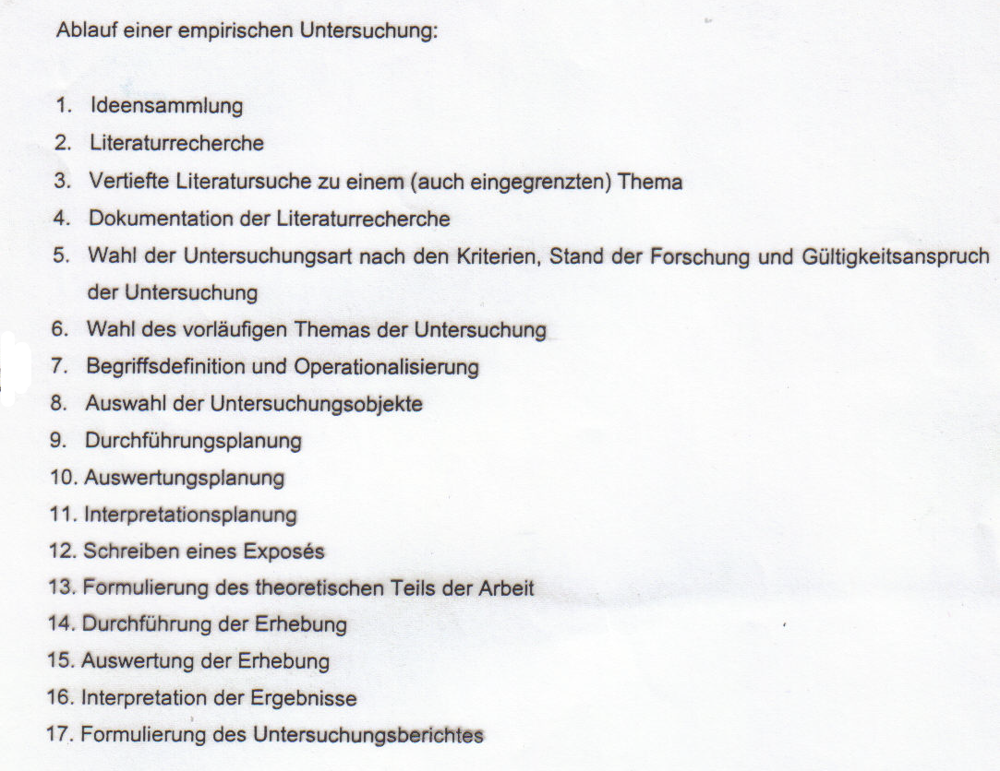 Ablauf einer empirischen Untersuchung:
1. Ideensammlung
2. Literaturrecherche
3. Vertiefte Literatursuche zu einem (auch eingegrenzten) Thema
4. Dokumentation der Literaturrecherche
5. Wahl der Untersuchungsart nach den Kriterien, Stand der Forschung und Gültigkeitsanspruch
der Untersuchung
6. Wahl des vorläufigen Themas der Untersuchung
7. Begriffsdefinition und Operationalisierung
8. Auswahl der Untersuchungsobjekte
9. Durchführungsplanung
10. Auswertungsplanung
11. Interpretationsplanung
12. Schreiben eines Exposés
13. Formulierung des theoretischen Teils der Arbeit
14. Durchführung der Erhebung
15. Auswertung der Erhebung
16. Interpretation der Ergebnisse
17. Formulierung des Untersuchungsberichtes